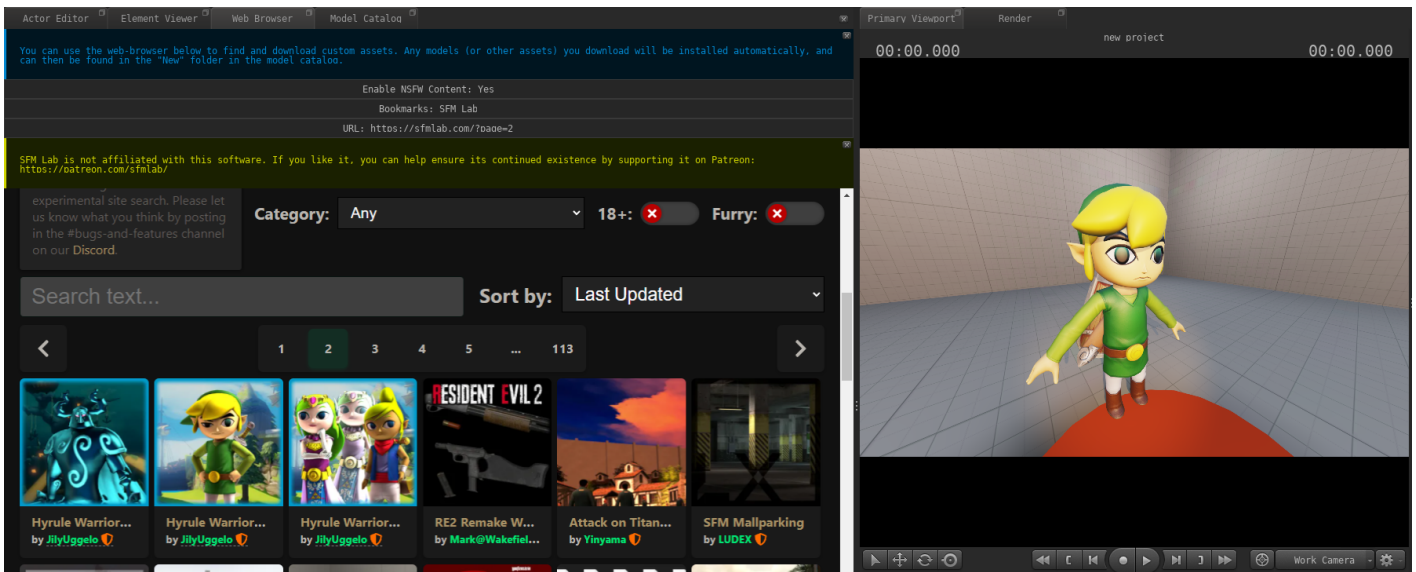 Actor Editor Element Viewer Web Browser Model Catalog
You can use the web-browser below to find and download custom assets. Any models (or other assets) you download will be installed automatically, and
can then be found in the "New" folder in the model catalog.
Enable NSFW Content: Yes
Bookmarks: SFM Lab
URL: https://sfmlab.com/?page=2
SFM Lab is not affiliated with this software. If you like it, you can help ensure its continued existence by supporting it on Patreon:
https://patreon.com/sfmlab/
experimental site search. Please let
us know what you think by posting
in the #bugs-and-features channel
on our Discord.
Category: Any 18+: Furry:
Search text... Sort by: Last Updated
1 2 3 4 5 ... 113
RESIDENT EVIL 2
Hyrule Warrior... Hyrule Warrior... Hyrule Warrior... RE2 Remake W... Attack on Titan... SFM Mallparking
by JilyUggelo by JilyUggelo by JilyUggelo by Mark@Wakefiel... by Yinyama by LUDEX
Primary Viewport Render
new project
00:00.000 00:00.000
Work Camera